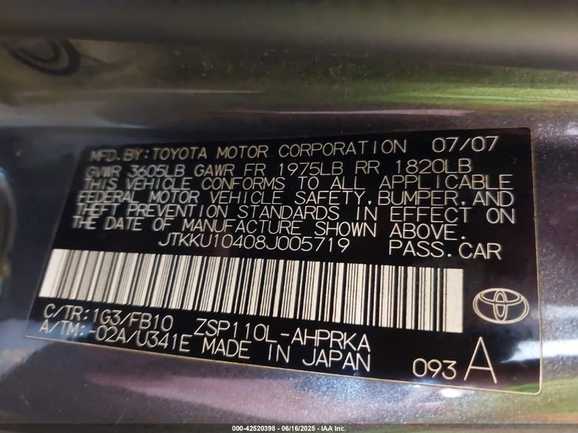 MFD.BY:TOYOTA MOTOR CORPORATION 07/07
GVWR 3605LB GAWR FR 1975LB RR 1820LB
THIS VEHICLE CONFORMS TO ALL APPLICABLE
FEDERAL MOTOR VEHICLE SAFETY,BUMPER,AND
THEFT PREVENTION STANDARDS IN EFFECT ON
THE DATE OF MANUFACTURE SHOWN ABOVE.
JTKKU10408J005719 PASS.CAR
C/TR:1G3/FB10 ZSP110L-AHPRKA
A/TM:-02A/U341E MADE IN JAPAN
093 A
000-42520398 - 06/16/2025 - IAA Inc.